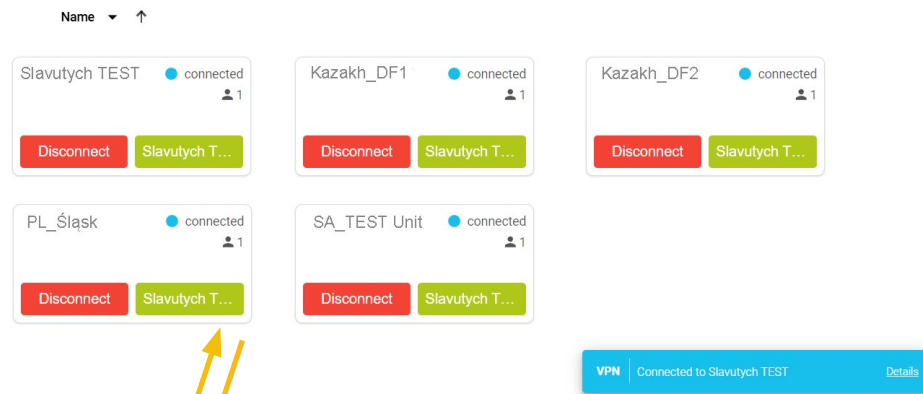 Name
Slavutych TEST connected
1
Disconnect Slavutych T...
Kazakh_DF1 connected
1
Disconnect Slavutych T...
Kazakh_DF2 connected
1
Disconnect Slavutych T...
PL_Śląsk connected
1
Disconnect Slavutych T...
SA_TEST Unit connected
1
Disconnect Slavutych T...
VPN Connected to Slavutych TEST Details